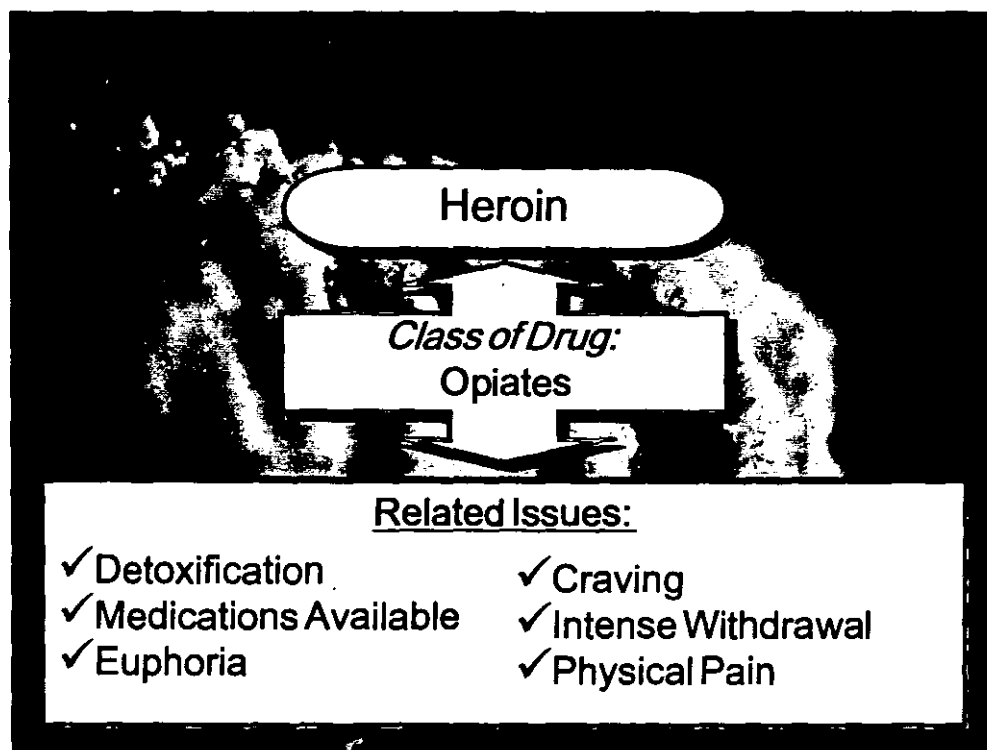 Heroin
Class of Drug:
Opiates
Related Issues:
✓Detoxification
✓Medications Available
✓Euphoria
✓Craving
✓Intense Withdrawal
✓Physical Pain